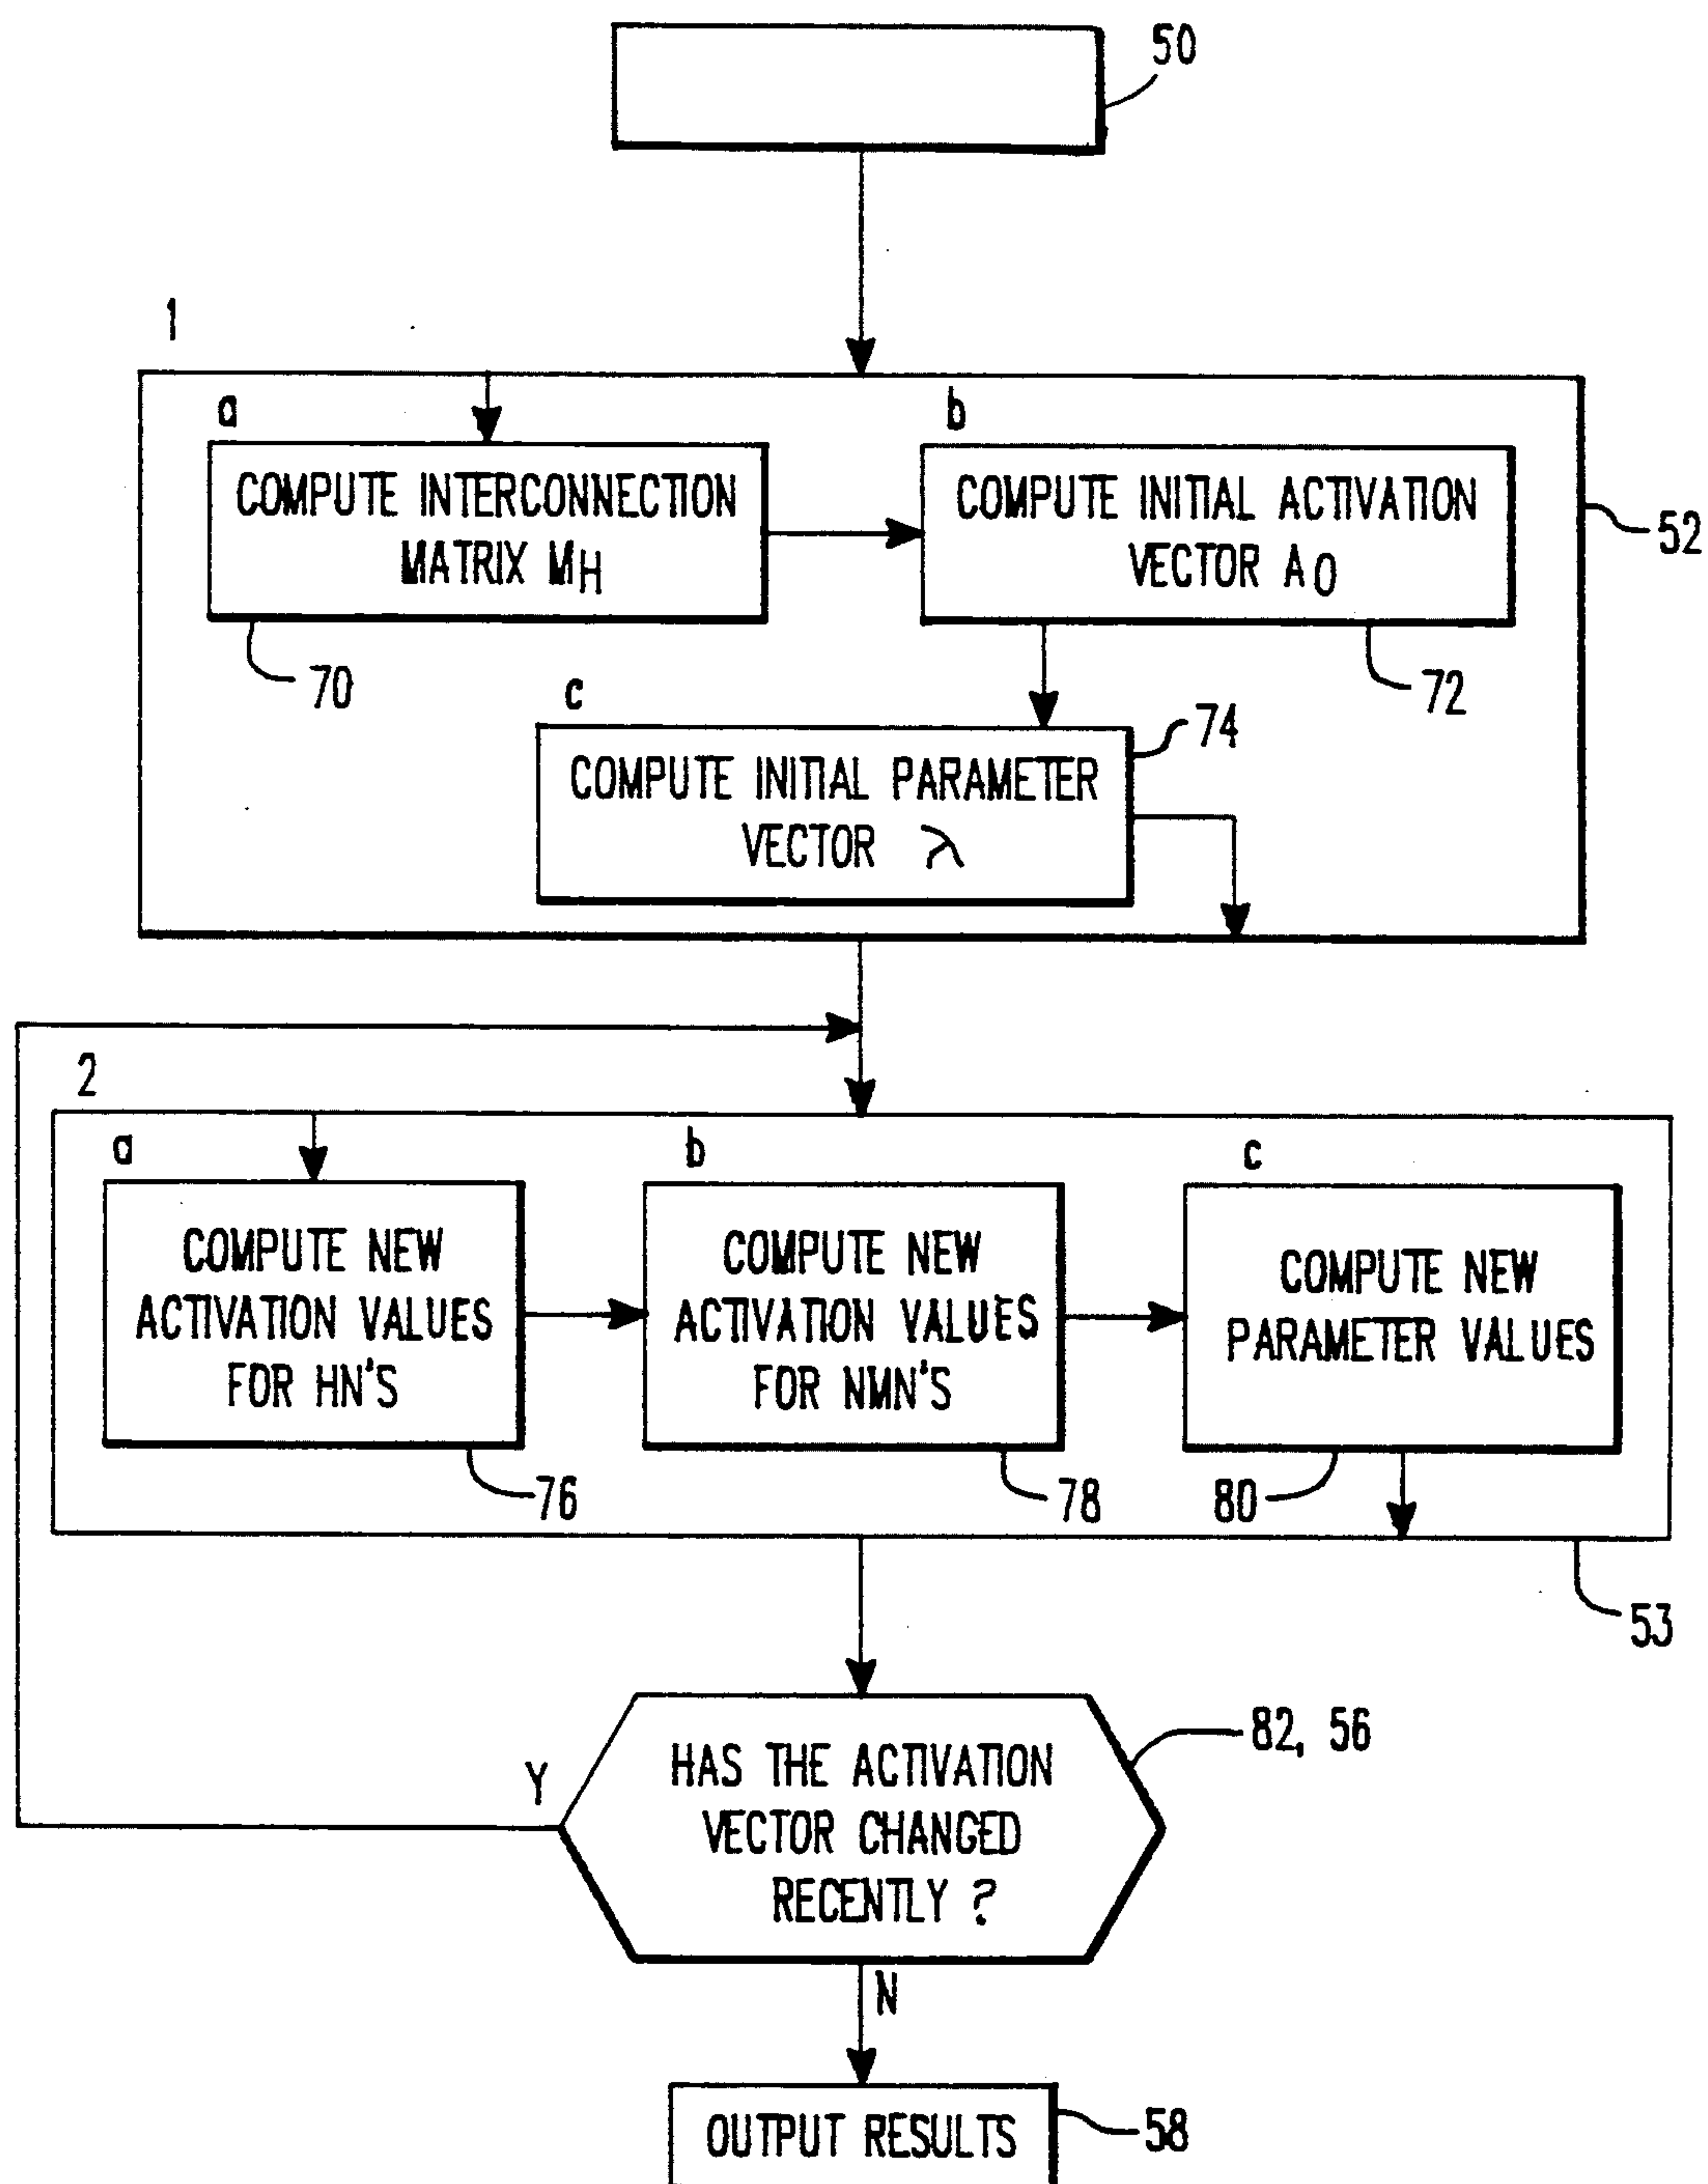 50
1
a
b
COMPUTE INTERCONNECTION
MATRIX MH
COMPUTE INITIAL ACTIVATION
VECTOR AO
52
70
72
c
74
COMPUTE INITIAL PARAMETER
VECTOR λ
2
a
b
c
COMPUTE NEW
ACTIVATION VALUES
FOR HN'S
COMPUTE NEW
ACTIVATION VALUES
FOR NMN'S
COMPUTE NEW
PARAMETER VALUES
76
78
80
53
82, 56
Y
HAS THE ACTIVATION
VECTOR CHANGED
RECENTLY ?
N
OUTPUT RESULTS
58